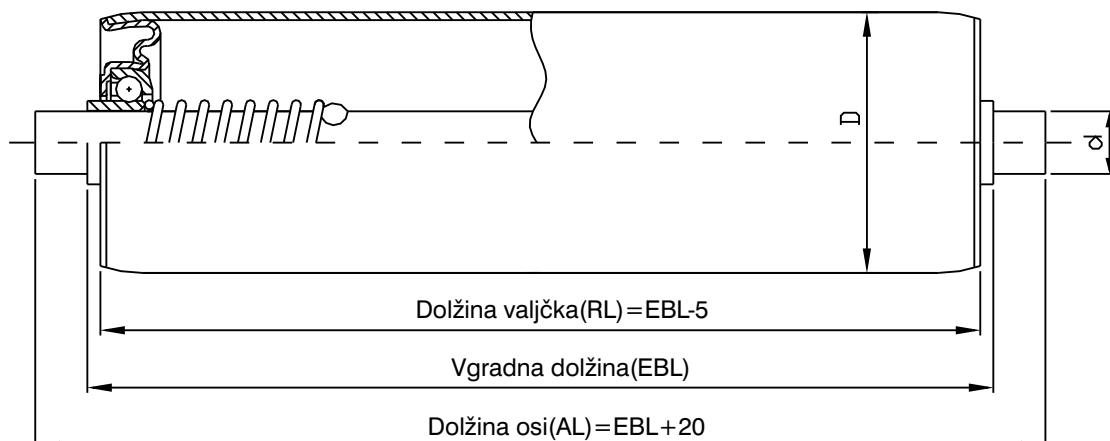 D
d
Dolžina valjčka(RL)=EBL-5
Vgradna dolžina(EBL)
Dolžina osi(AL)=EBL+20